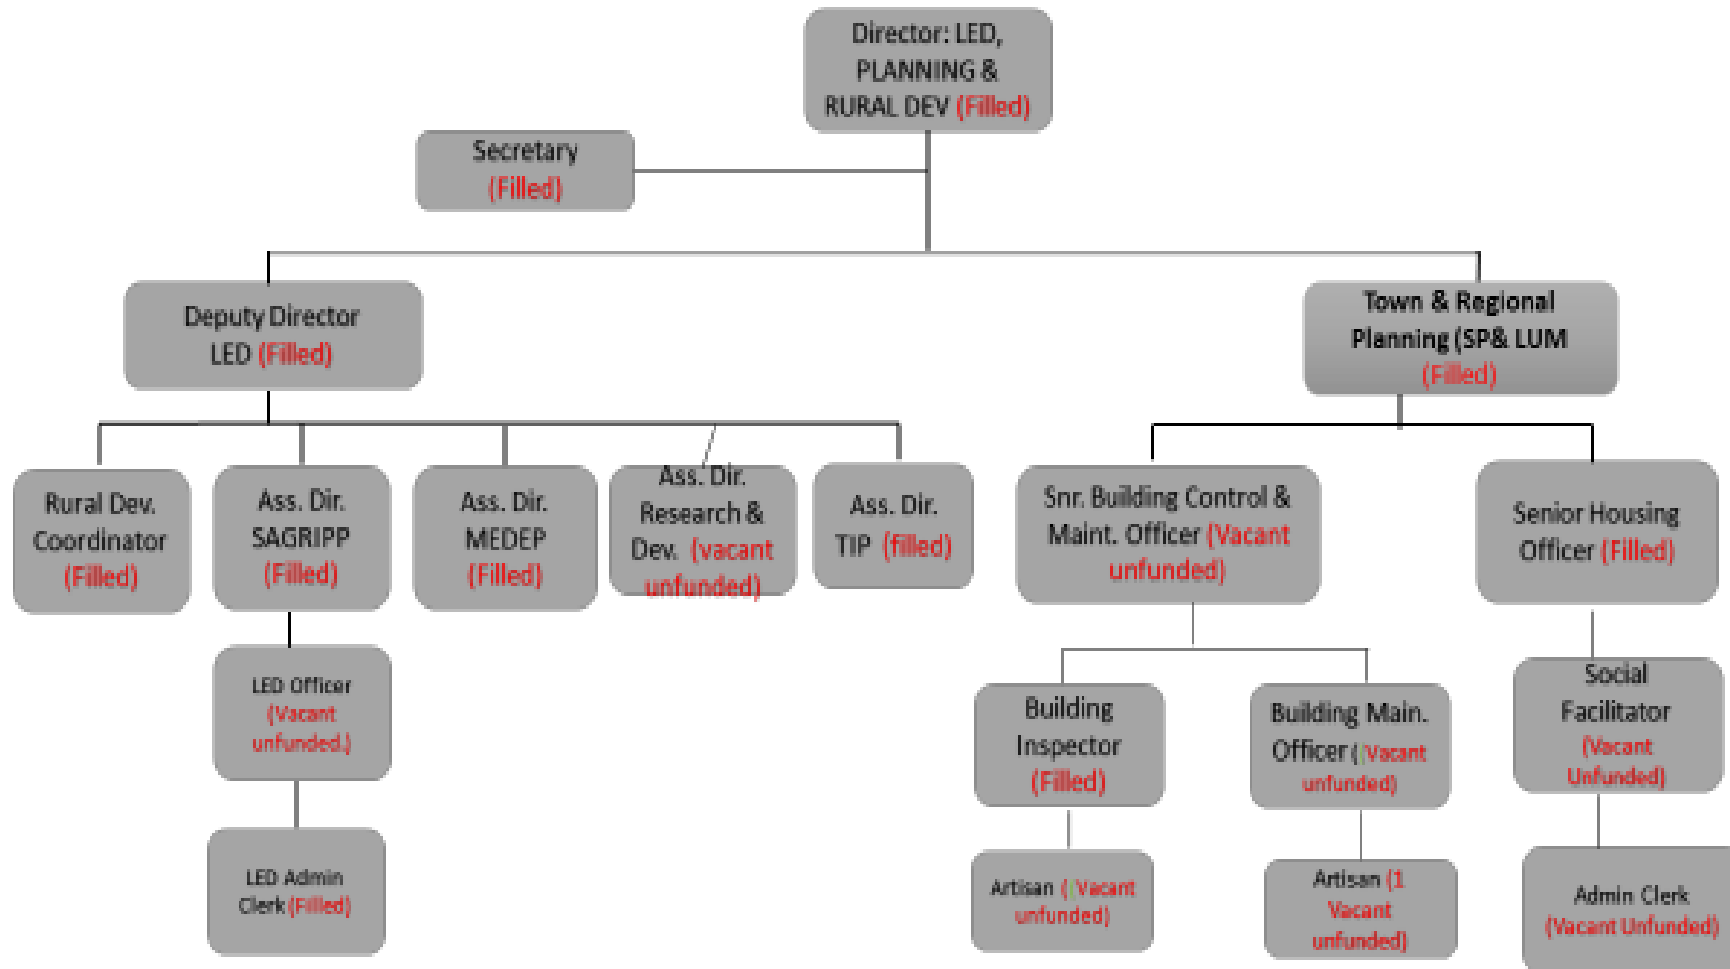 Director: LED,
PLANNING &
RURAL DEV (Filled)
Secretary
(Filled)
Deputy Director
LED (Filled)
Town & Regional
Planning (SP& LUM
(Filled)
Rural Dev.
Coordinator
(Filled)
Ass. Dir.
SAGRIPP
(Filled)
Ass. Dir.
MEDEP
(Filled)
Ass. Dir.
Research &
Dev. (vacant
unfunded)
Ass. Dir.
TIP (filled)
Snr. Building Control &
Maint. Officer (Vacant
unfunded)
Senior Housing
Officer (Filled)
LED Officer
(Vacant
unfunded.)
Building
Inspector
(Filled)
Building Main.
Officer ((Vacant
unfunded)
Social
Facilitator
(Vacant
Unfunded)
LED Admin
Clerk (Filled)
Artisan ((Vacant
unfunded)
Artisan (1
Vacant
unfunded)
Admin Clerk
(Vacant Unfunded)